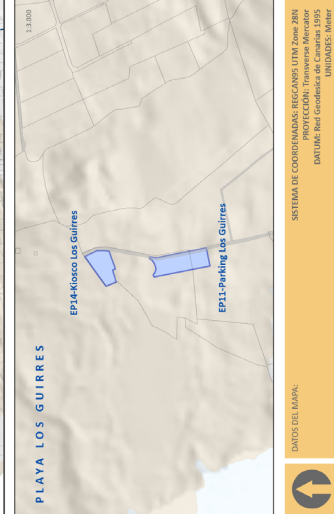 1:3.000
PLAYA LOS GUIRRES
EP14-Kiosco Los Guirres
EP11-Parking Los Guirres
DATOS DEL MAPA:
SISTEMA DE COORDENADAS: REGCAN95 UTM Zone 28N
PROYECCIÓN: Transverse Mercator
DATUM: Red Geodesica de Canarias 1995
UNIDADES: Meter